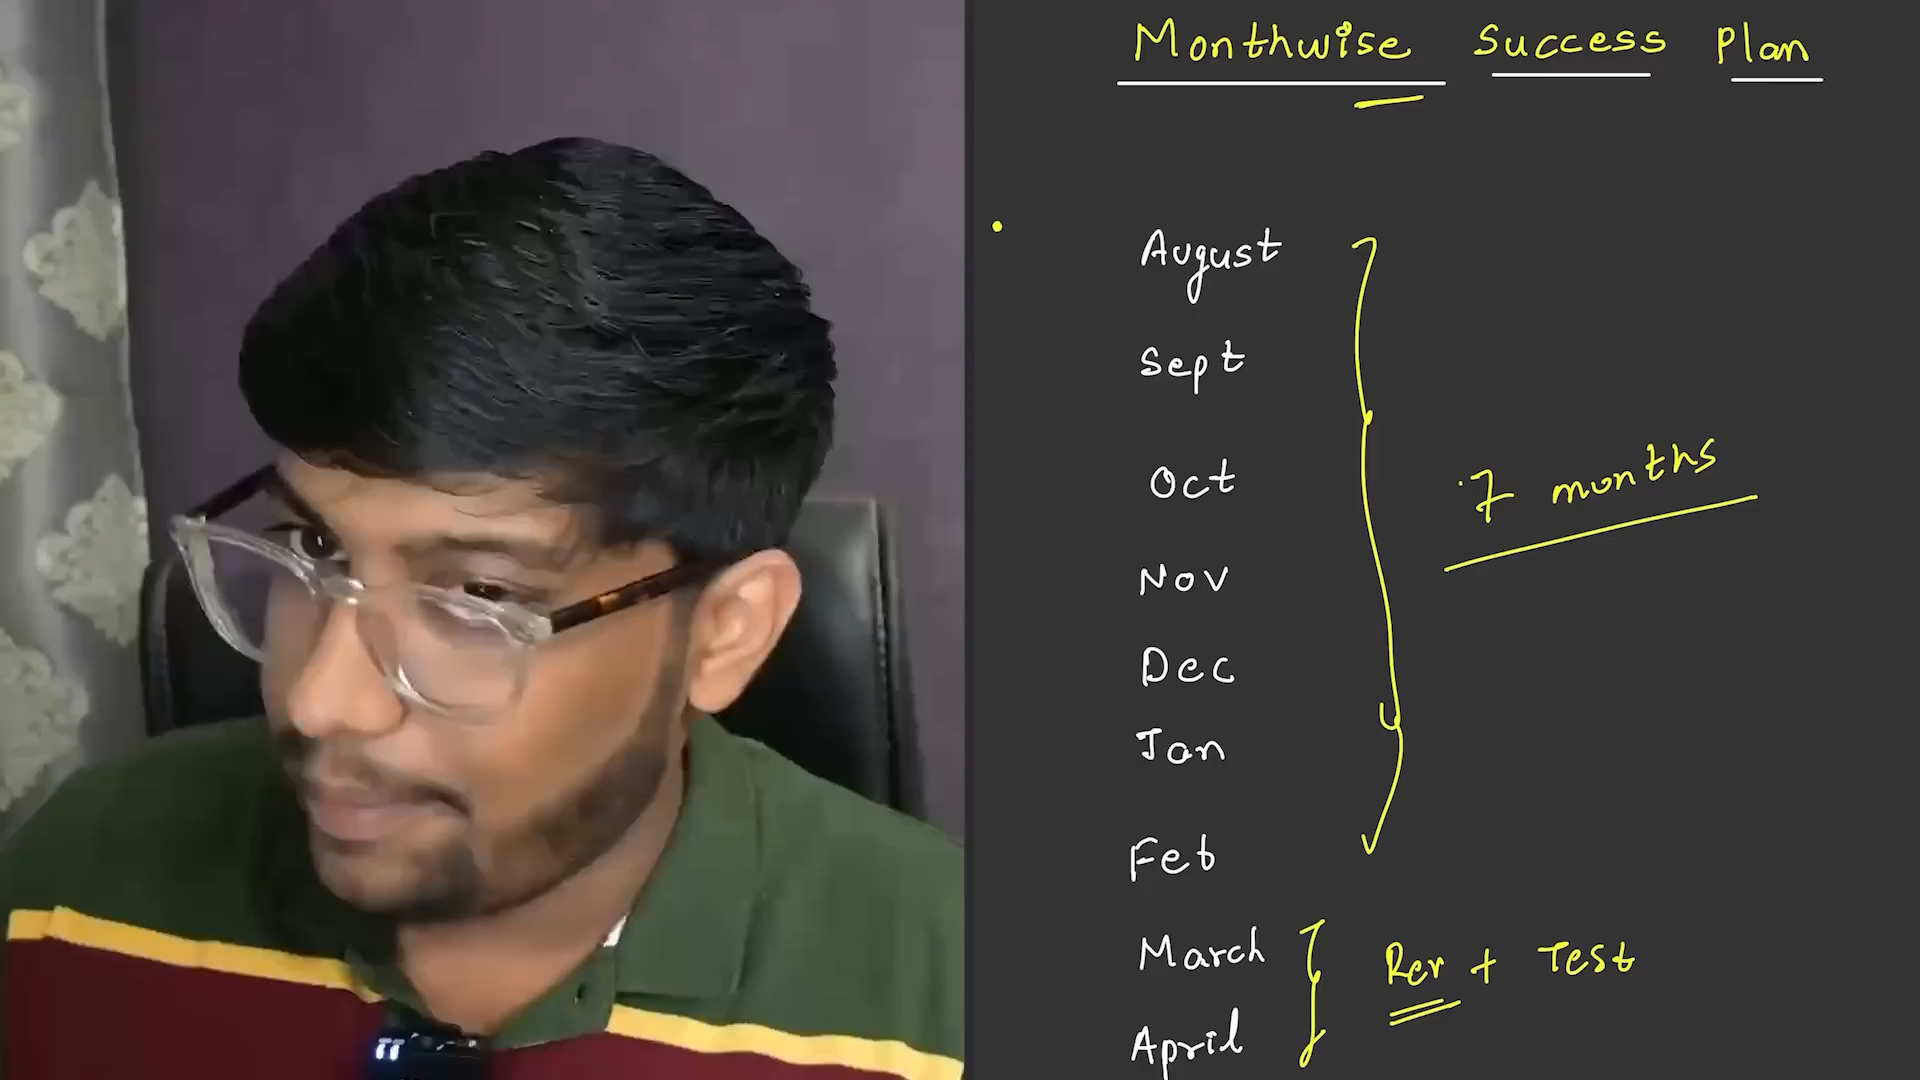 Monthwise Success Plan
August
Sept
Oct
7 months
Nov
Dec
Jan
Feb
March
Rev + Test
April